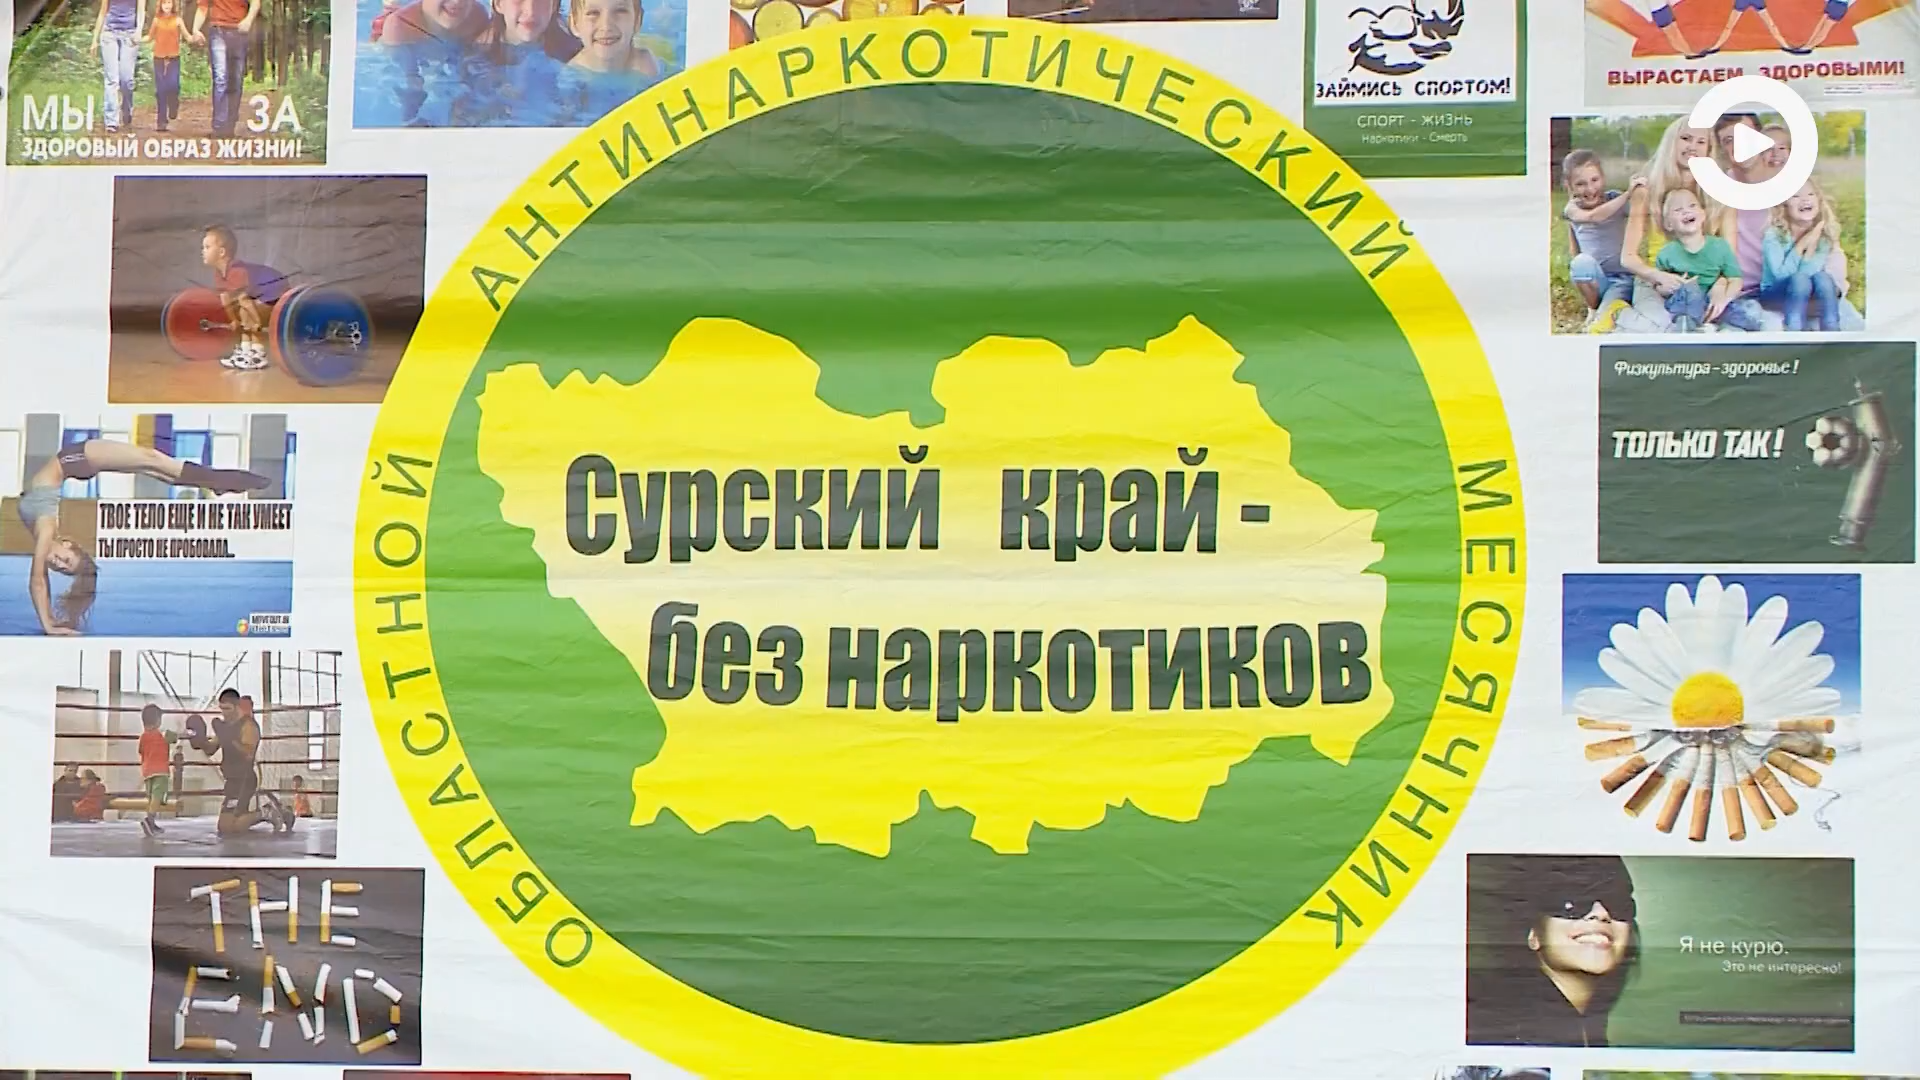 МЫ ЗА
ЗДОРОВЫЙ ОБРАЗ ЖИЗНИ!
ЗАЙМИСЬ СПОРТОМ!
СПОРТ - ЖИЗНЬ
Наркотики - Смерть
ВЫРАСТАЕМ ЗДОРОВЫМИ!
ОБЛАСТНОЙ АНТИНАРКОТИЧЕСКИЙ МЕСЯЧНИК
Сурский край -
без наркотиков
Физкультура - здоровье!
ТОЛЬКО ТАК!
ТВОЕ ТЕЛО ЕЩЕ И НЕ ТАК УМЕЕТ
ТЫ ПРОСТО НЕ ПРОБОВАЛА...
THE
END
Я не курю.
Это не интересно!